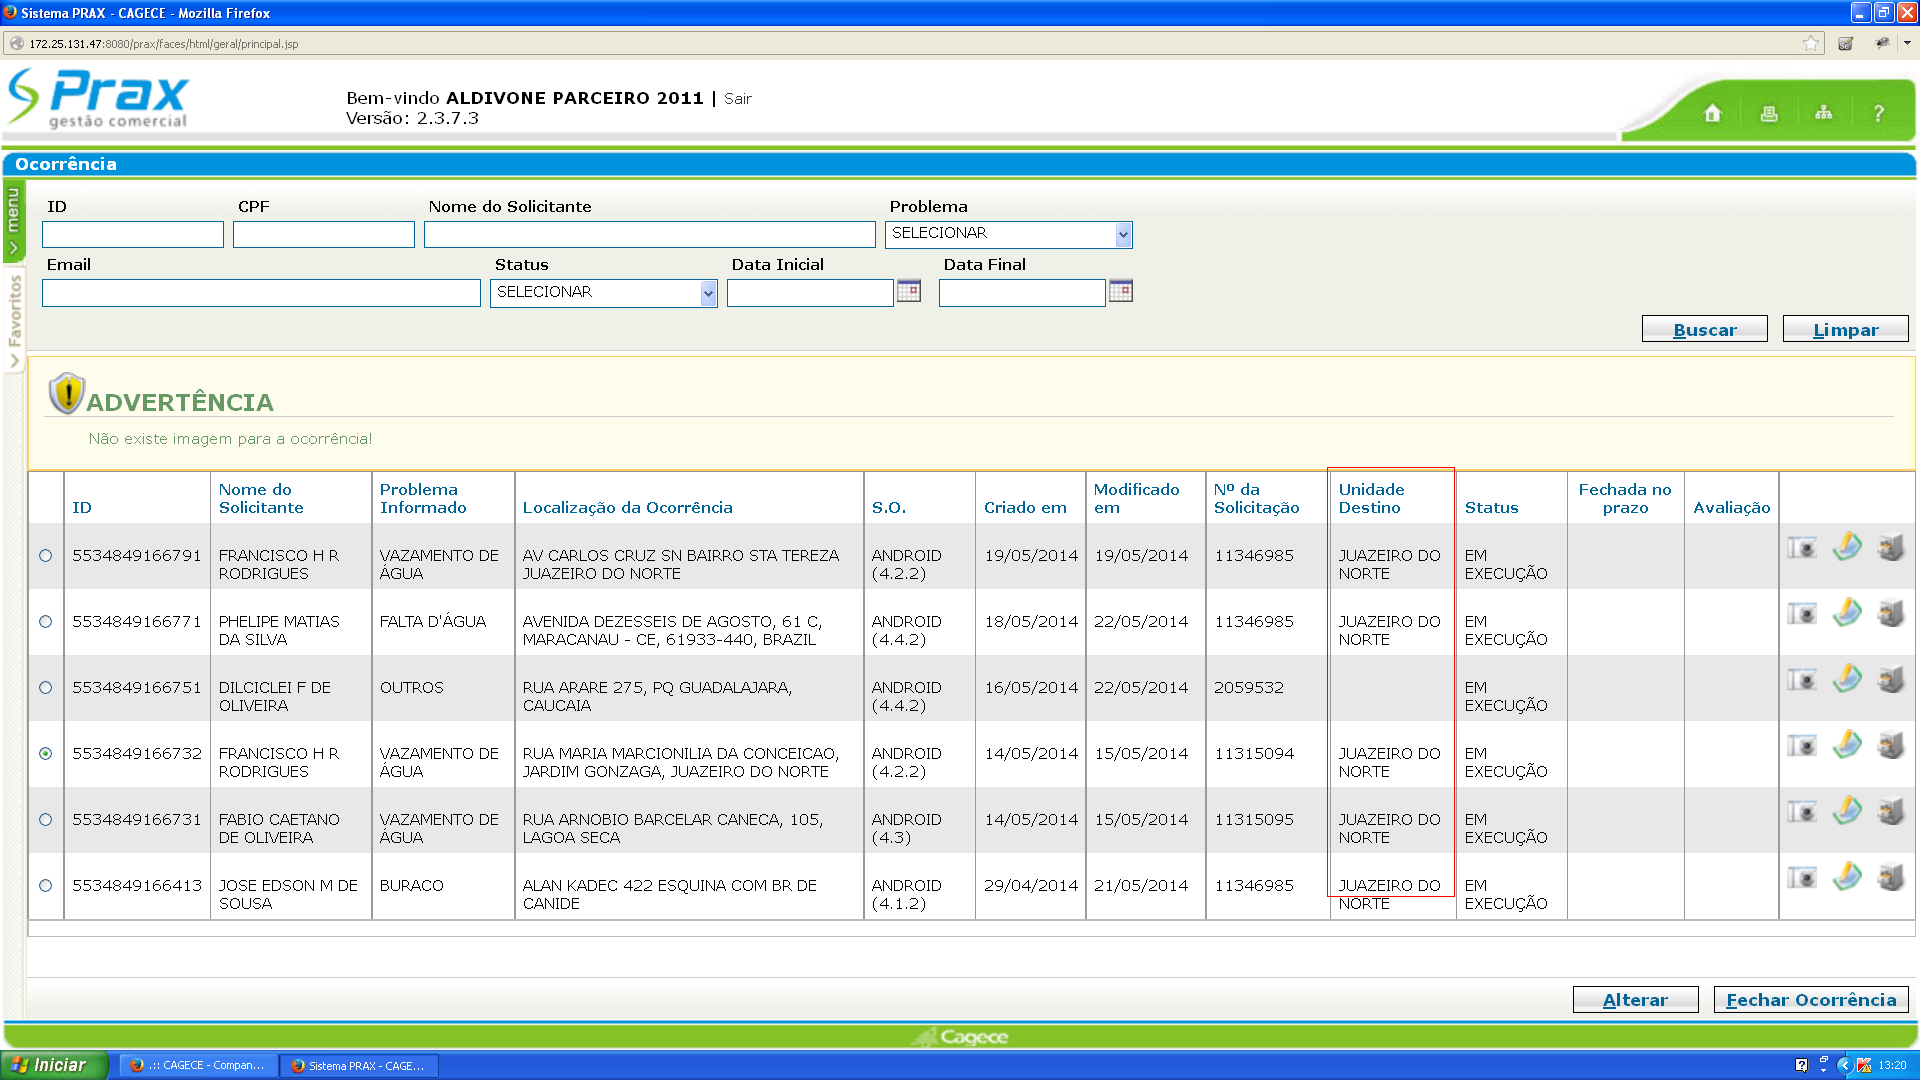 Sistema PRAX - CAGECE - Mozilla Firefox
172.25.131.47:8080/prax/faces/html/geral/principal.jsp
Prax
gestão comercial
Bem-vindo ALDIVONE PARCEIRO 2011 | Sair
Versão: 2.3.7.3
?
Ocorrência
menu
Favoritos
ID CPF Nome do Solicitante Problema
SELECIONAR
Email Status Data Inicial Data Final
SELECIONAR
Buscar Limpar
ADVERTÊNCIA
Não existe imagem para a ocorrência!
ID Nome do Solicitante Problema Informado Localização da Ocorrência S.O. Criado em Modificado em Nº da Solicitação Unidade Destino Status Fechada no prazo Avaliação
5534849166791 FRANCISCO H R RODRIGUES VAZAMENTO DE ÁGUA AV CARLOS CRUZ SN BAIRRO STA TEREZA JUAZEIRO DO NORTE ANDROID (4.2.2) 19/05/2014 19/05/2014 11346985 JUAZEIRO DO NORTE EM EXECUÇÃO
5534849166771 PHELIPE MATIAS DA SILVA FALTA D'ÁGUA AVENIDA DEZESSEIS DE AGOSTO, 61 C, MARACANAU - CE, 61933-440, BRAZIL ANDROID (4.4.2) 18/05/2014 22/05/2014 11346985 JUAZEIRO DO NORTE EM EXECUÇÃO
5534849166751 DILCICLEI F DE OLIVEIRA OUTROS RUA ARARE 275, PQ GUADALAJARA, CAUCAIA ANDROID (4.4.2) 16/05/2014 22/05/2014 2059532 EM EXECUÇÃO
5534849166732 FRANCISCO H R RODRIGUES VAZAMENTO DE ÁGUA RUA MARIA MARCIONILIA DA CONCEICAO, JARDIM GONZAGA, JUAZEIRO DO NORTE ANDROID (4.2.2) 14/05/2014 15/05/2014 11315094 JUAZEIRO DO NORTE EM EXECUÇÃO
5534849166731 FABIO CAETANO DE OLIVEIRA VAZAMENTO DE ÁGUA RUA ARNOBIO BARCELAR CANECA, 105, LAGOA SECA ANDROID (4.3) 14/05/2014 15/05/2014 11315095 JUAZEIRO DO NORTE EM EXECUÇÃO
5534849166413 JOSE EDSON M DE SOUSA BURACO ALAN KADEC 422 ESQUINA COM BR DE CANIDE ANDROID (4.1.2) 29/04/2014 21/05/2014 11346985 JUAZEIRO DO NORTE EM EXECUÇÃO
Alterar Fechar Ocorrência
Cagece
Iniciar .:: CAGECE - Compan... Sistema PRAX - CAGE... 13:20